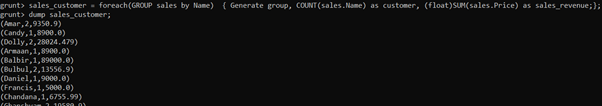 grunt> sales_customer = foreach(GROUP sales by Name)  { Generate group, COUNT(sales.Name) as customer, (float)SUM(sales.Price) as sales_revenue;};
grunt> dump sales_customer;
(Amar,2,9350.9)
(Candy,1,8900.0)
(Dolly,2,28024.479)
(Armaan,1,8900.0)
(Balbir,1,89000.0)
(Bulbul,2,13556.9)
(Daniel,1,9000.0)
(Francis,1,5000.0)
(Chandana,1,6755.99)
(Ghanshyam,2,19580.9)